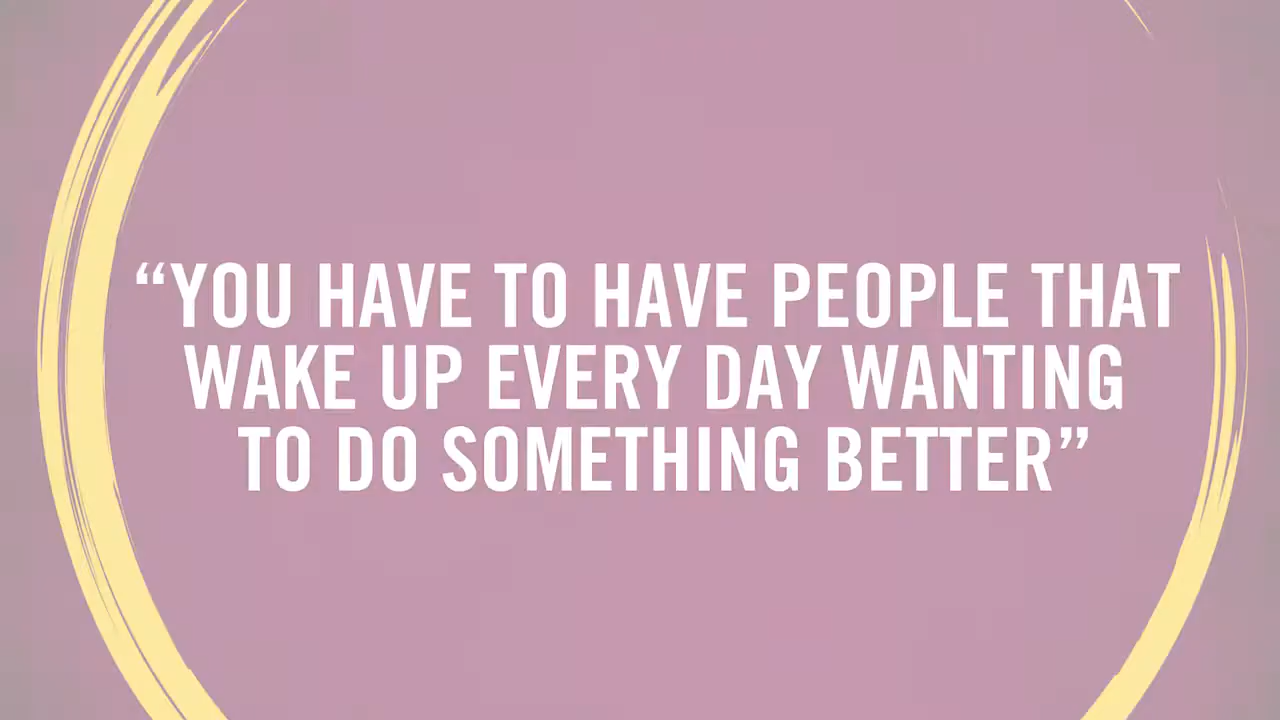 “YOU HAVE TO HAVE PEOPLE THAT
WAKE UP EVERY DAY WANTING
TO DO SOMETHING BETTER”